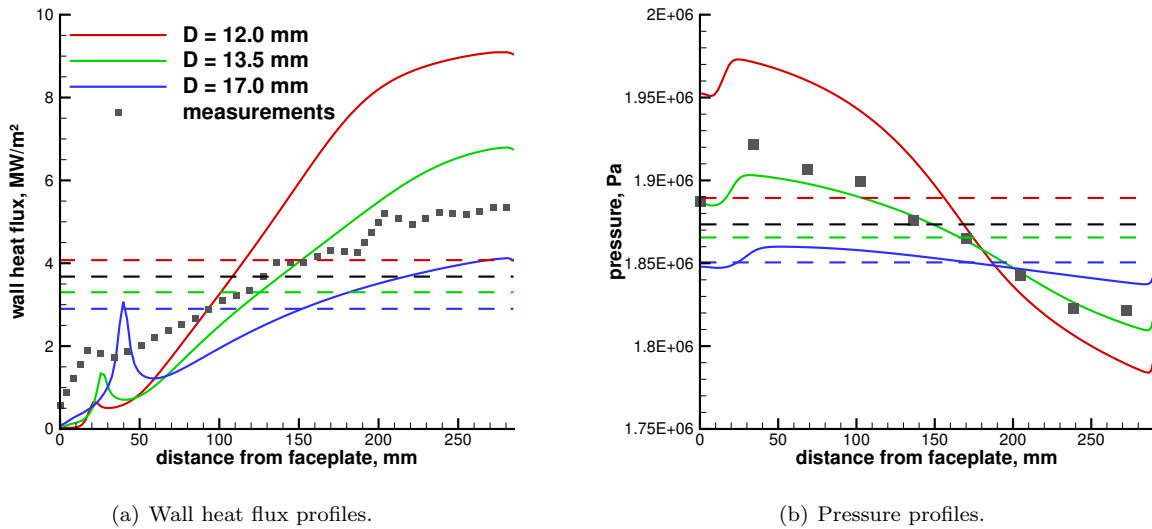 10
8
6
4
2
0
wall heat flux, MW/m²
D = 12.0 mm
D = 13.5 mm
D = 17.0 mm
measurements
0 50 100 150 200 250
distance from faceplate, mm
(a) Wall heat flux profiles.
2E+06
1.95E+06
1.9E+06
1.85E+06
1.8E+06
1.75E+06
pressure, Pa
0 50 100 150 200 250
distance from faceplate, mm
(b) Pressure profiles.